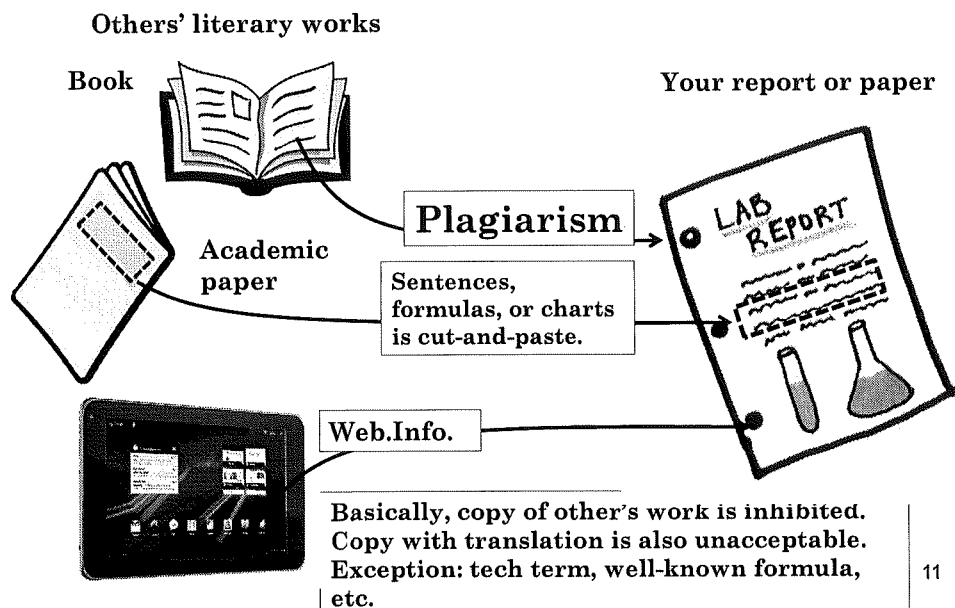 Others' literary works
Book
Your report or paper
LAB
REPORT
Plagiarism
Academic
paper
Sentences,
formulas, or charts
is cut-and-paste.
Web.Info.
Basically, copy of other's work is inhibited.
Copy with translation is also unacceptable.
Exception: tech term, well-known formula,
etc.
11